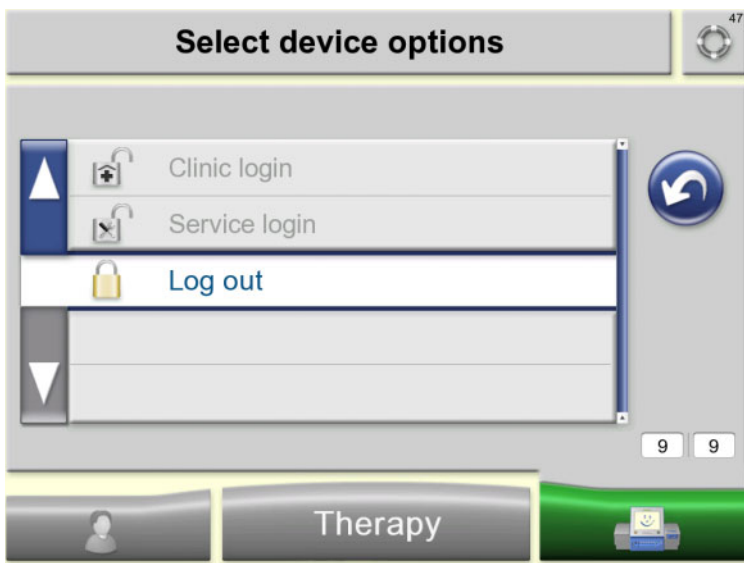 Select device options
47
Clinic login
Service login
Log out
9 9
Therapy